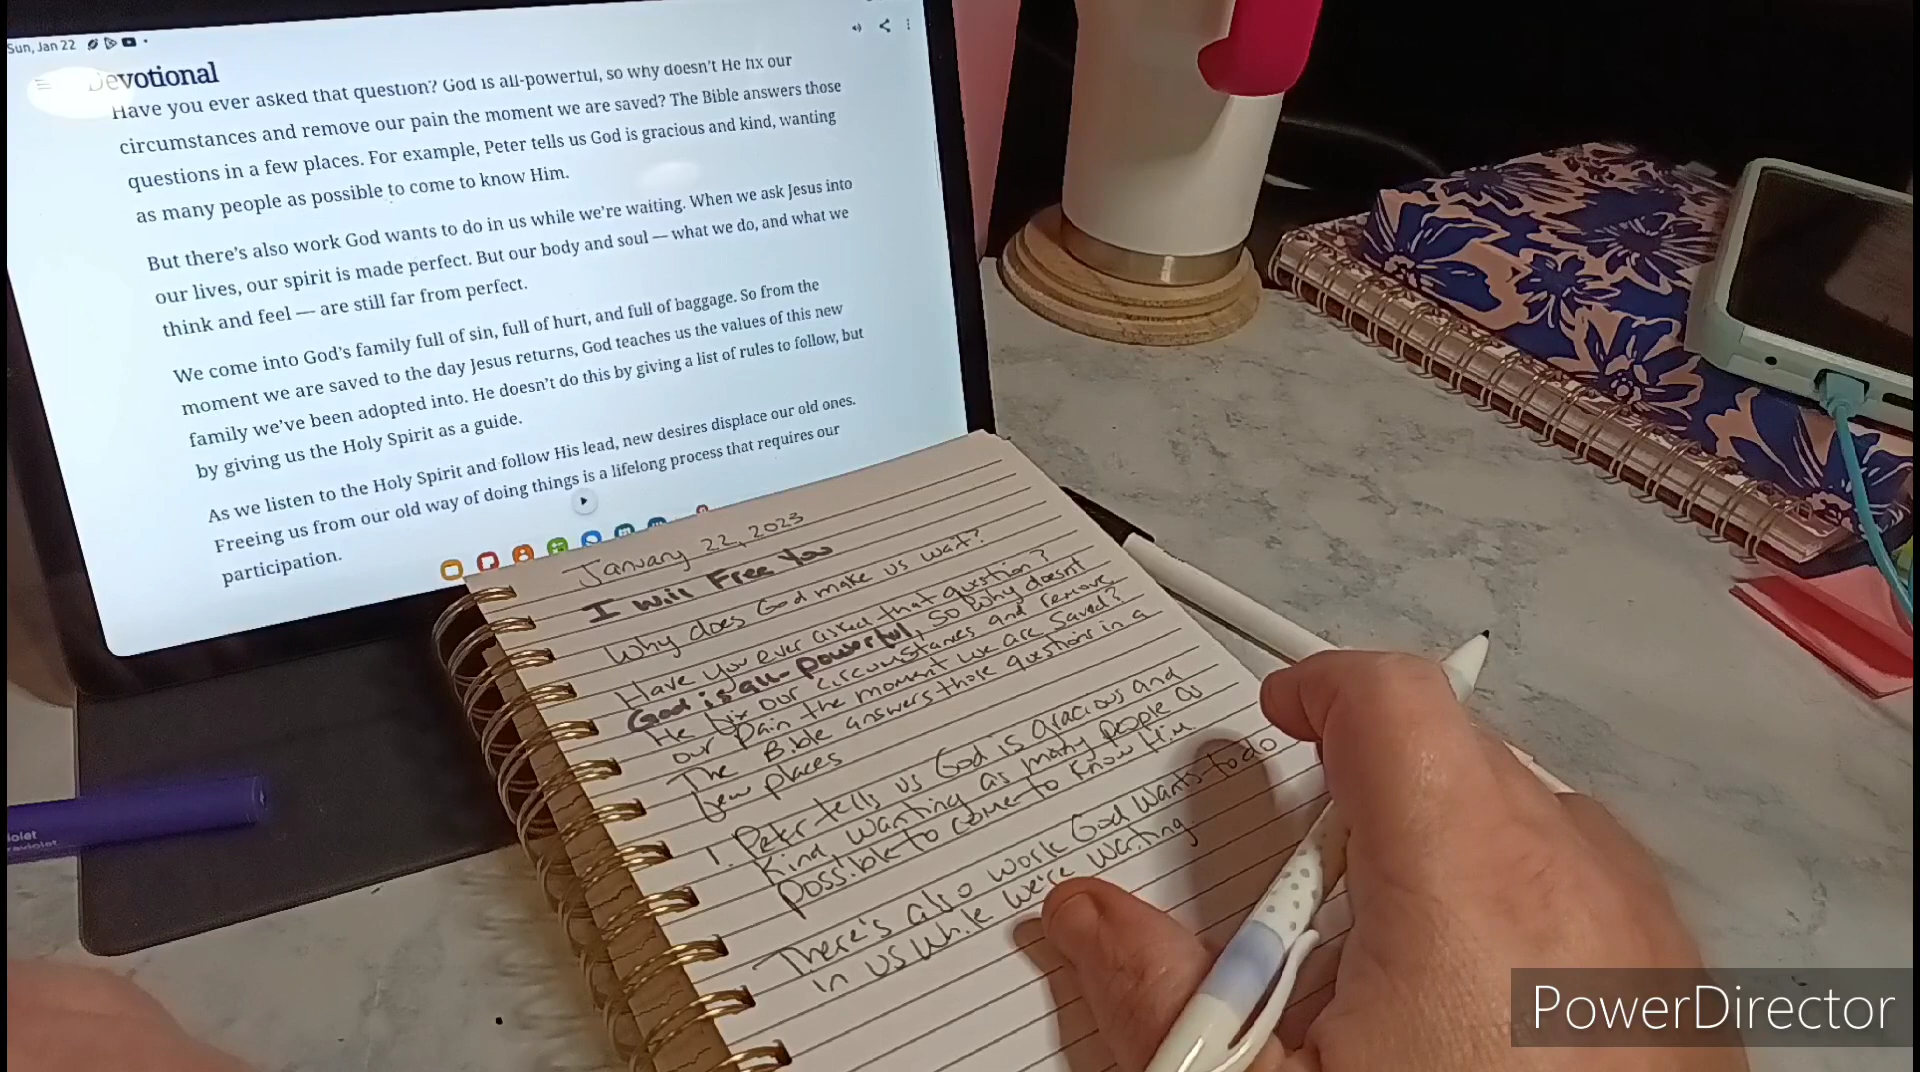 Sun, Jan 22
Devotional
Have you ever asked that question? God is all-powerful, so why doesn't He fix our
circumstances and remove our pain the moment we are saved? The Bible answers those
questions in a few places. For example, Peter tells us God is gracious and kind, wanting
as many people as possible to come to know Him.
But there's also work God wants to do in us while we're waiting. When we ask Jesus into
our lives, our spirit is made perfect. But our body and soul — what we do, and what we
think and feel — are still far from perfect.
We come into God's family full of sin, full of hurt, and full of baggage. So from the
moment we are saved to the day Jesus returns, God teaches us the values of this new
family we've been adopted into. He doesn't do this by giving a list of rules to follow, but
by giving us the Holy Spirit as a guide.
As we listen to the Holy Spirit and follow His lead, new desires displace our old ones.
Freeing us from our old way of doing things is a lifelong process that requires our
participation.
January 22, 2023
I will Free You
Why does God make us wait?
Have you ever asked that question?
God is all-powerful, so why doesnt
He fix our circumstances and remove
our pain the moment we are saved?
The Bible answers those questions in a
few places
1. Peter tells us God is gracious and
Kind wanting as many people as
possible to come to know Him
There's also work God wants to do
in us while we're waiting.
iolet
raviolet
PowerDirector